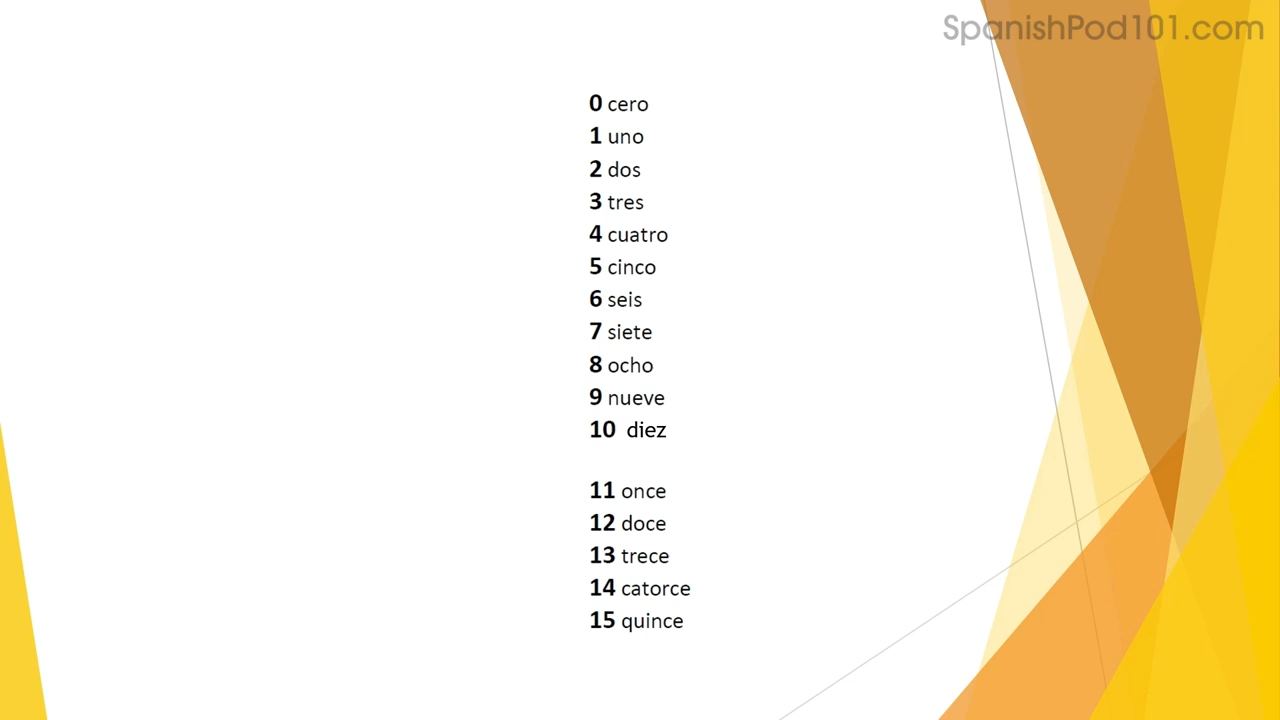 SpanishPod101.com
0 cero
1 uno
2 dos
3 tres
4 cuatro
5 cinco
6 seis
7 siete
8 ocho
9 nueve
10 diez
11 once
12 doce
13 trece
14 catorce
15 quince